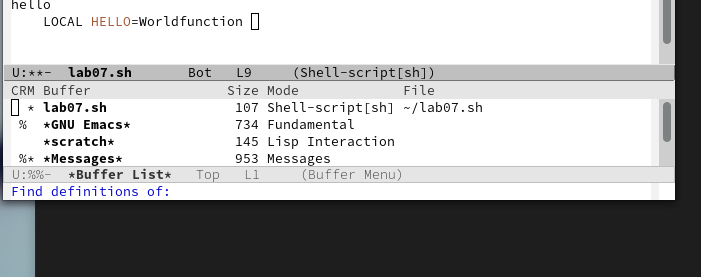 hello
    LOCAL HELLO=Worldfunction
U:**-  lab07.sh       Bot   L9     (Shell-script[sh])
CRM Buffer                 Size Mode             File
  * lab07.sh                107 Shell-script[sh] ~/lab07.sh
 %  *GNU Emacs*             734 Fundamental
    *scratch*               145 Lisp Interaction
 %* *Messages*              953 Messages
U:%%-  *Buffer List*   Top   L1     (Buffer Menu)
Find definitions of: